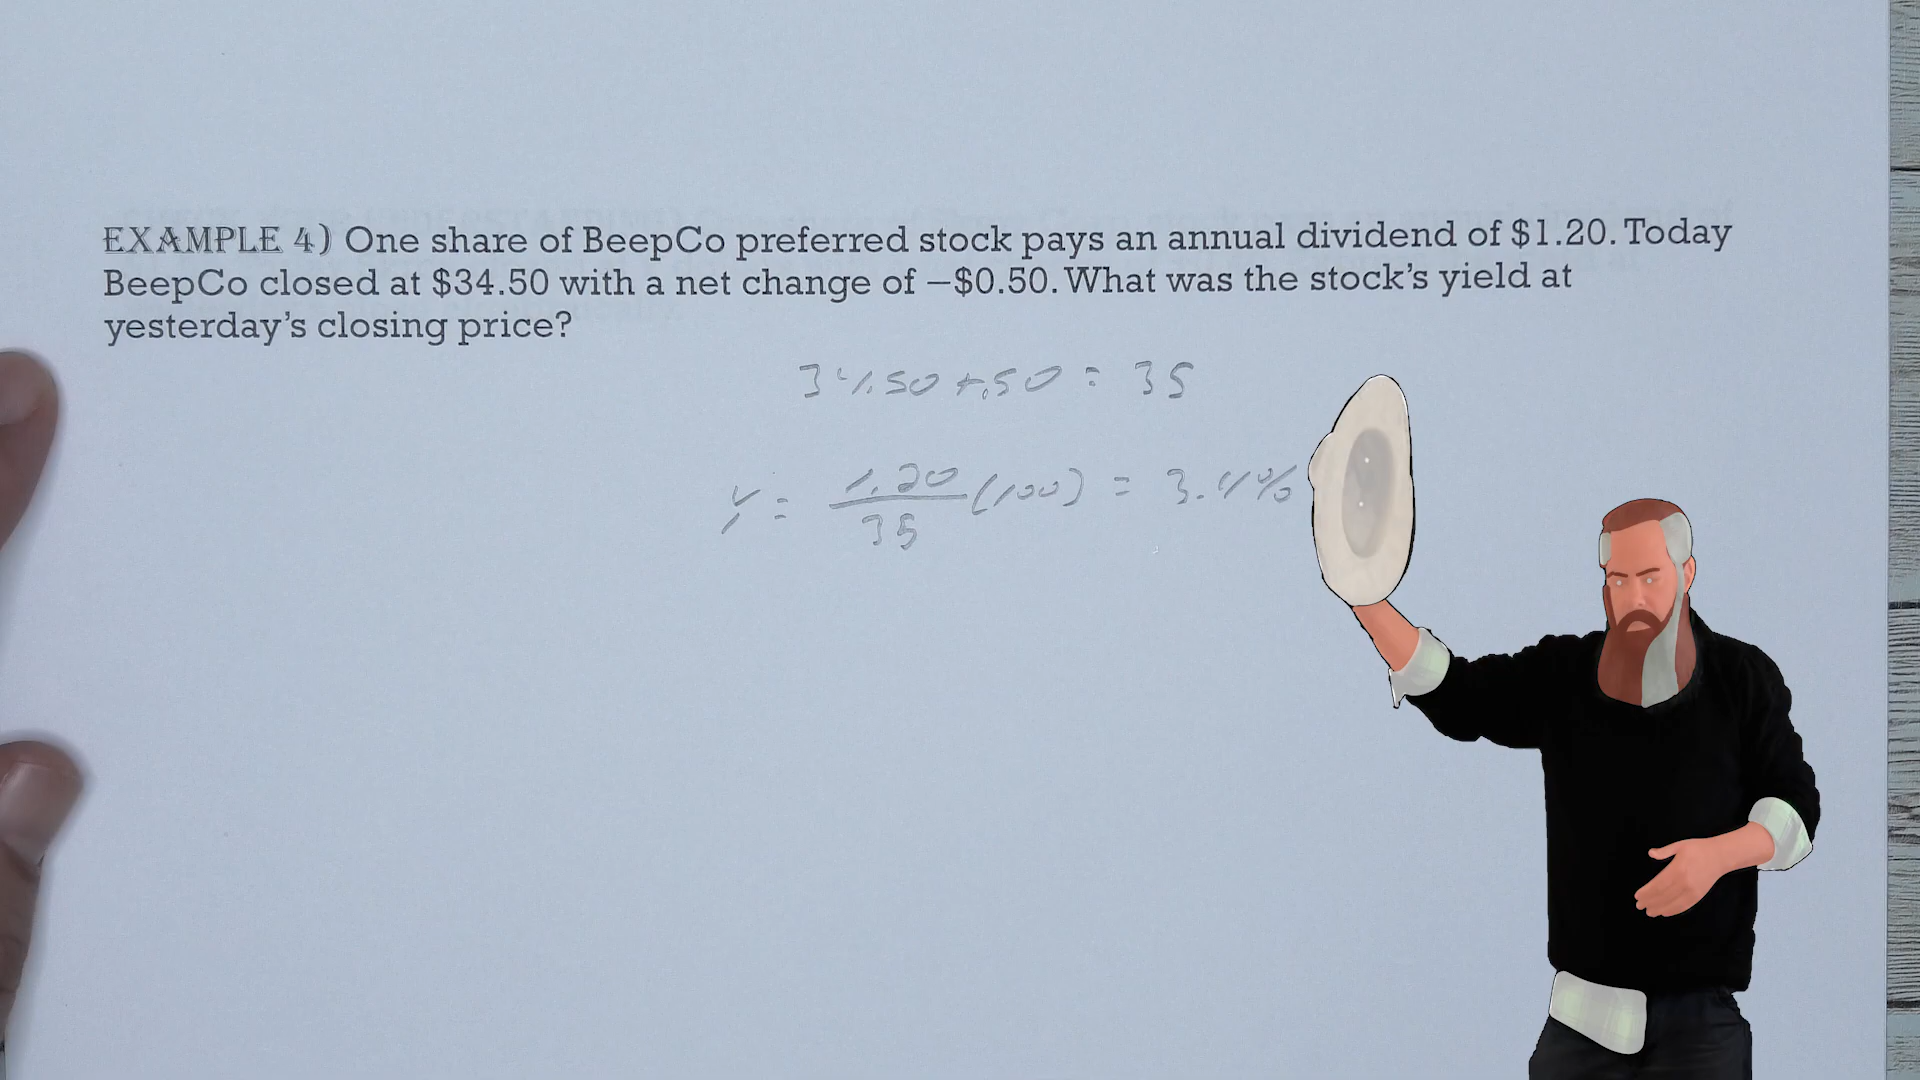 EXAMPLE 4) One share of BeepCo preferred stock pays an annual dividend of $1.20. Today
BeepCo closed at $34.50 with a net change of –$0.50. What was the stock's yield at
yesterday's closing price?
34.50 + .50 = 35
y = 1.20/35 (100) = 3.4%